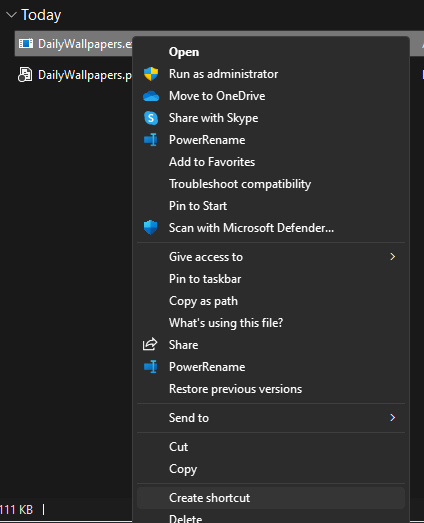 Today
DailyWallpapers.ex
Open
Run as administrator
DailyWallpapers.p
Move to OneDrive
Share with Skype
PowerRename
Add to Favorites
Troubleshoot compatibility
Pin to Start
Scan with Microsoft Defender...
Give access to
Pin to taskbar
Copy as path
What's using this file?
Share
PowerRename
Restore previous versions
Send to
Cut
Copy
Create shortcut
111 KB
Delete